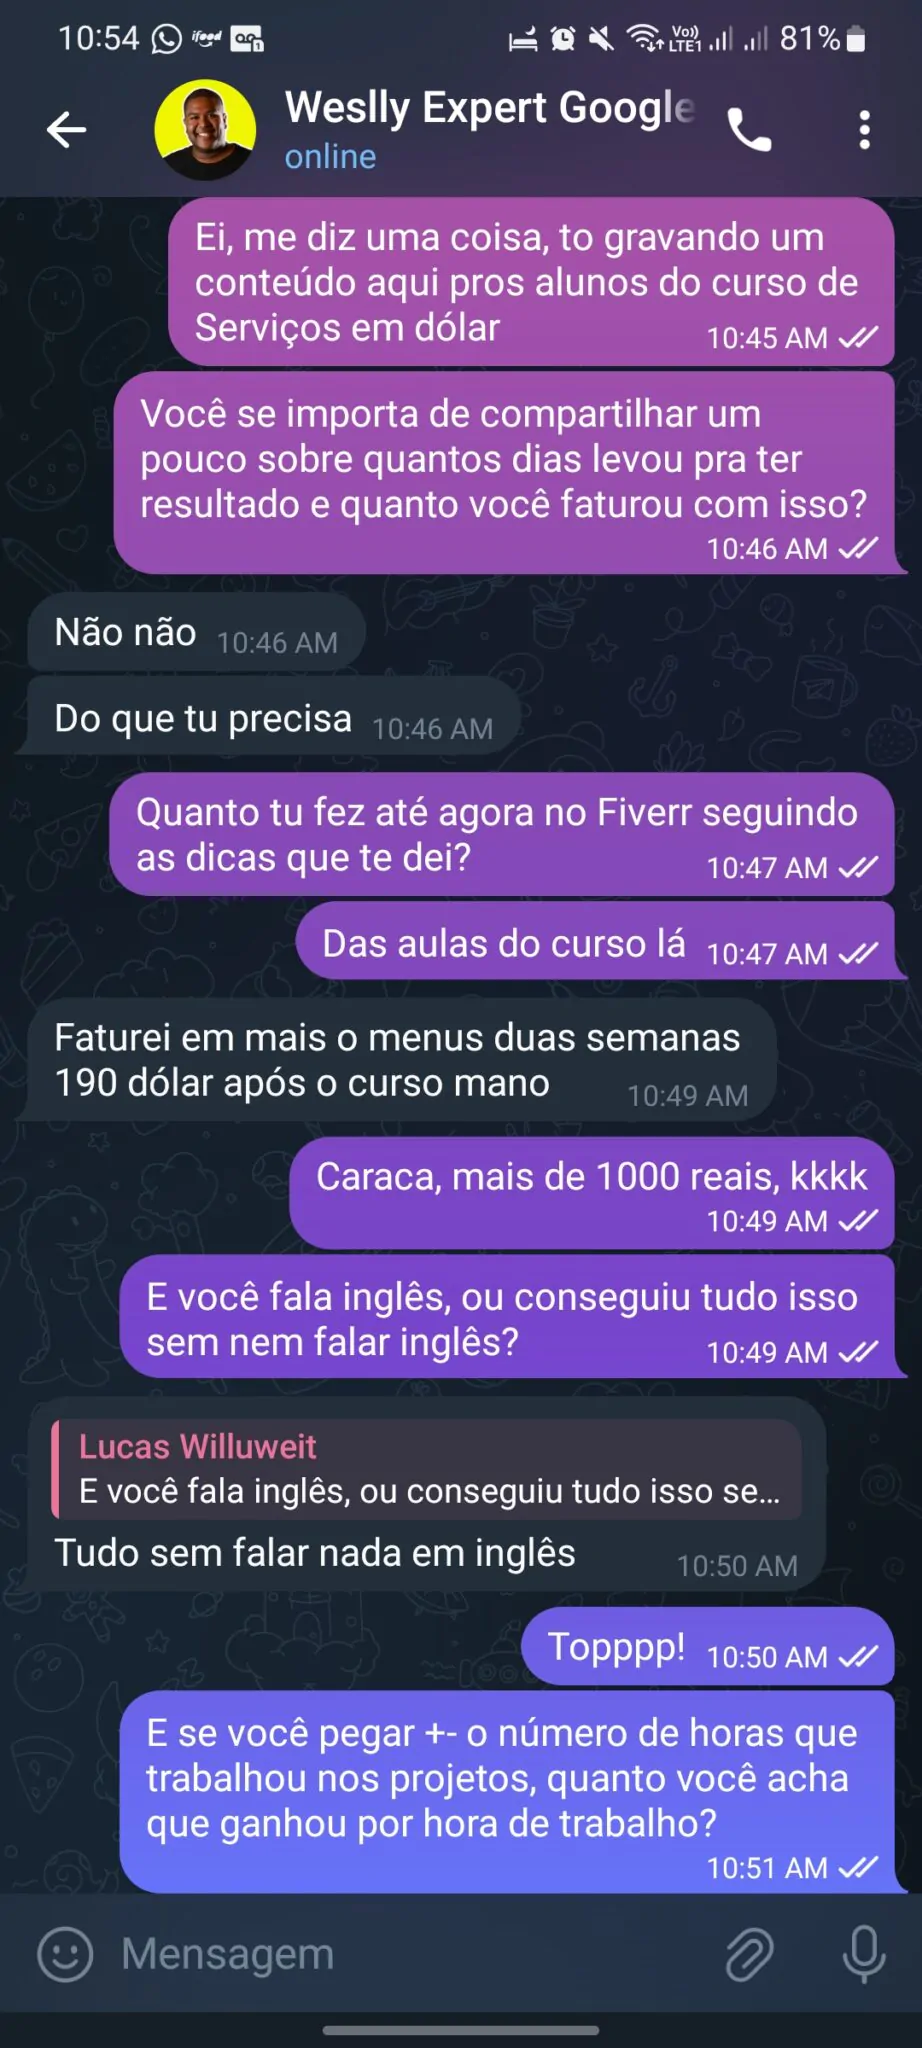 10:54 ifood Vo)) LTE1 81%
Weslly Expert Google
online
Ei, me diz uma coisa, to gravando um
conteúdo aqui pros alunos do curso de
Serviços em dólar
10:45 AM
Você se importa de compartilhar um
pouco sobre quantos dias levou pra ter
resultado e quanto você faturou com isso?
10:46 AM
Não não 10:46 AM
Do que tu precisa 10:46 AM
Quanto tu fez até agora no Fiverr seguindo
as dicas que te dei?
10:47 AM
Das aulas do curso lá 10:47 AM
Faturei em mais o menus duas semanas
190 dólar após o curso mano
10:49 AM
Caraca, mais de 1000 reais, kkkk
10:49 AM
E você fala inglês, ou conseguiu tudo isso
sem nem falar inglês?
10:49 AM
Lucas Willuweit
E você fala inglês, ou conseguiu tudo isso se...
Tudo sem falar nada em inglês
10:50 AM
Topppp! 10:50 AM
E se você pegar +- o número de horas que
trabalhou nos projetos, quanto você acha
que ganhou por hora de trabalho?
10:51 AM
Mensagem